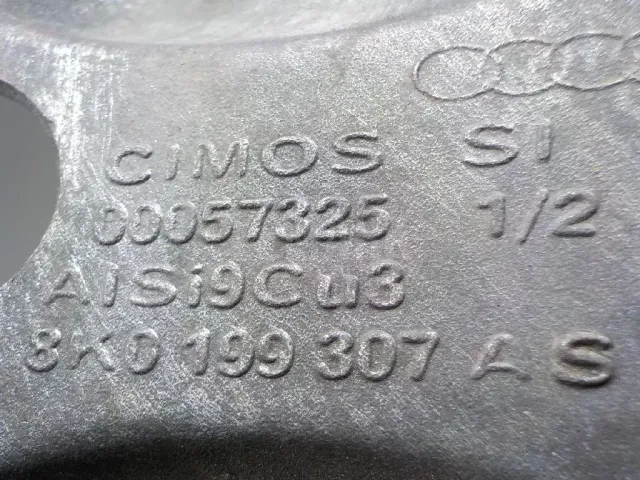 CIMOS SI
00057325 1/2
AlSi9Cu3
8K0 199 307 AS